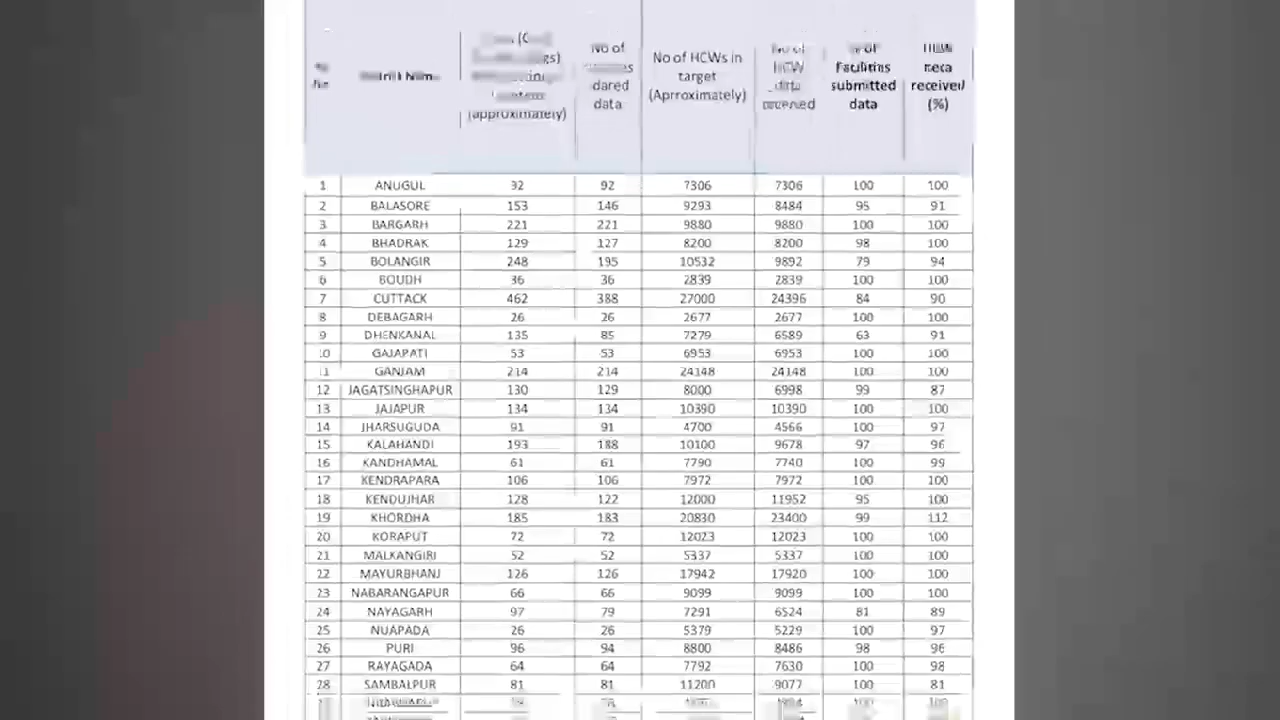 No of
dared
data
(approximately)
No of HCWs in
target
(Aprroximately)
% of
Facilities
submitted
data
received
(%)
1 ANUGUL 92 7306 7306 100 100
2 BALASORE 153 146 9293 8484 95 91
3 BARGARH 221 221 9880 9880 100 100
4 BHADRAK 129 127 8200 8200 98 100
5 BOLANGIR 248 195 10532 9892 79 94
6 BOUDH 36 36 2839 2839 100 100
7 CUTTACK 462 388 27000 24396 84 90
8 DEBAGARH 26 26 2677 2677 100 100
9 DHENKANAL 135 85 7279 6589 63 91
10 GAJAPATI 53 53 6953 6953 100 100
11 GANJAM 214 214 24148 24148 100 100
12 JAGATSINGHAPUR 130 129 8000 6998 99 87
13 JAJAPUR 134 134 10390 10390 100 100
14 JHARSUGUDA 91 91 4700 4566 100 97
15 KALAHANDI 193 188 10100 9678 97 96
16 KANDHAMAL 61 61 7790 7740 100 99
17 KENDRAPARA 106 106 7972 7972 100 100
18 KENDUJHAR 128 122 12000 11952 95 100
19 KHORDHA 185 183 20830 23400 99 112
20 KORAPUT 72 72 12023 12023 100 100
21 MALKANGIRI 52 52 5337 5337 100 100
22 MAYURBHANJ 126 126 17942 17920 100 100
23 NABARANGAPUR 66 66 9099 9099 100 100
24 NAYAGARH 97 79 7291 6524 81 89
25 NUAPADA 26 26 5379 5229 100 97
26 PURI 96 94 8800 8486 98 96
27 RAYAGADA 64 64 7792 7630 100 98
28 SAMBALPUR 81 81 11200 9077 100 81